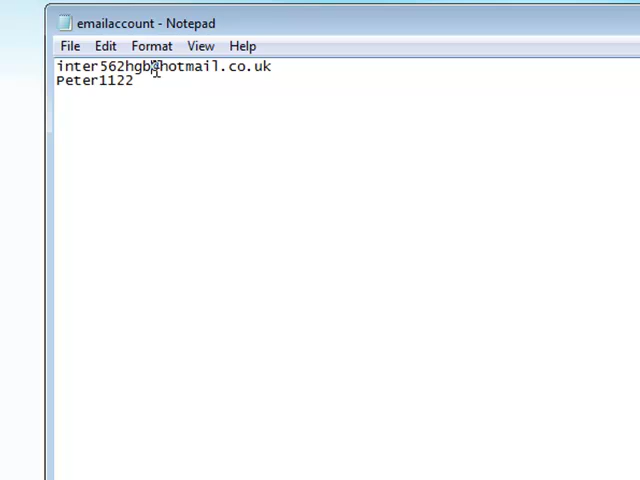 emailaccount - Notepad
File Edit Format View Help
inter562hgb@hotmail.co.uk
Peter1122